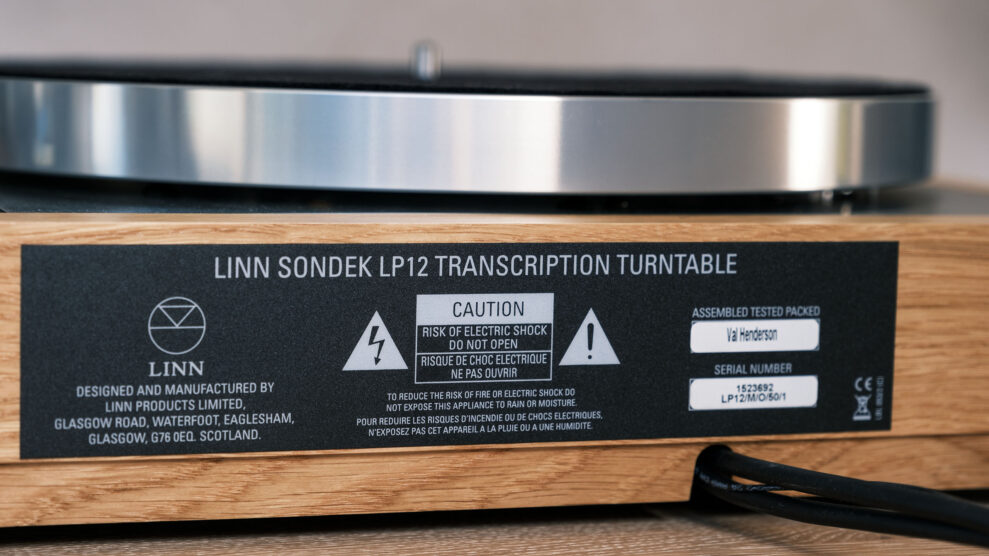 LINN SONDEK LP12 TRANSCRIPTION TURNTABLE
LINN
DESIGNED AND MANUFACTURED BY
LINN PRODUCTS LIMITED,
GLASGOW ROAD, WATERFOOT, EAGLESHAM,
GLASGOW, G76 0EQ. SCOTLAND.
CAUTION
RISK OF ELECTRIC SHOCK
DO NOT OPEN
RISQUE DE CHOC ELECTRIQUE
NE PAS OUVRIR
TO REDUCE THE RISK OF FIRE OR ELECTRIC SHOCK DO
NOT EXPOSE THIS APPLIANCE TO RAIN OR MOISTURE.
POUR REDUIRE LES RISQUES D'INCENDIE OU DE CHOCS ELECTRIQUES,
N'EXPOSEZ PAS CET APPAREIL A LA PLUIE OU A UNE HUMIDITE.
ASSEMBLED TESTED PACKED
Val Henderson
SERIAL NUMBER
1523692
LP12/M/O/50/1
CE